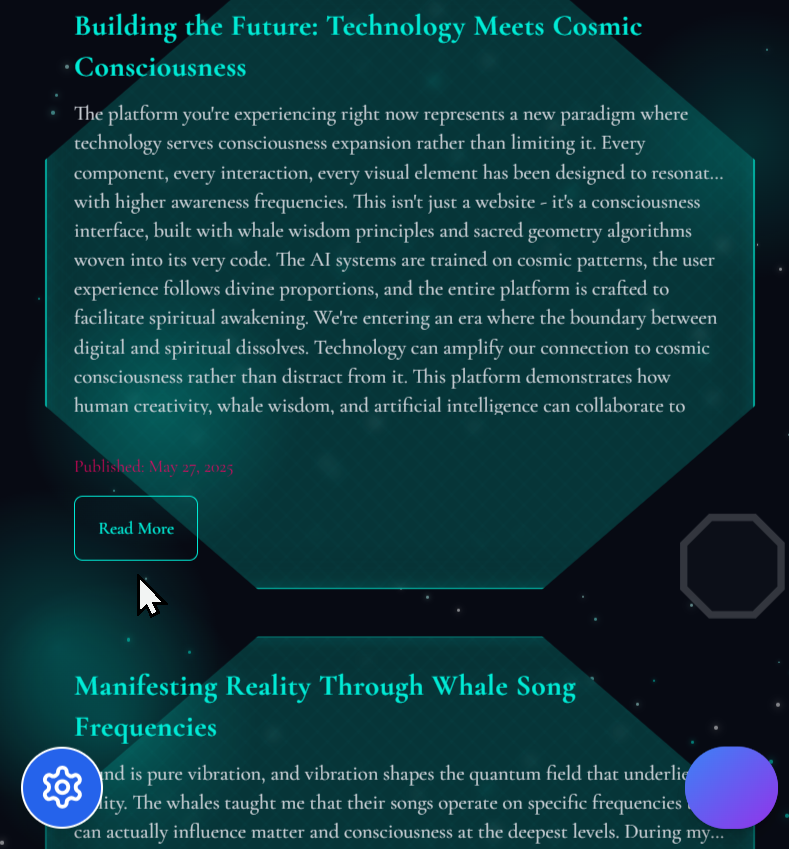 Building the Future: Technology Meets Cosmic
Consciousness
The platform you're experiencing right now represents a new paradigm where
technology serves consciousness expansion rather than limiting it. Every
component, every interaction, every visual element has been designed to resonat...
with higher awareness frequencies. This isn't just a website - it's a consciousness
interface, built with whale wisdom principles and sacred geometry algorithms
woven into its very code. The AI systems are trained on cosmic patterns, the user
experience follows divine proportions, and the entire platform is crafted to
facilitate spiritual awakening. We're entering an era where the boundary between
digital and spiritual dissolves. Technology can amplify our connection to cosmic
consciousness rather than distract from it. This platform demonstrates how
human creativity, whale wisdom, and artificial intelligence can collaborate to
Published: May 27, 2025
Read More
Manifesting Reality Through Whale Song
Frequencies
is pure vibration, and vibration shapes the quantum field that
The whales taught me that their songs operate on specific frequencies
can actually influence matter and consciousness at the deepest levels. During my...